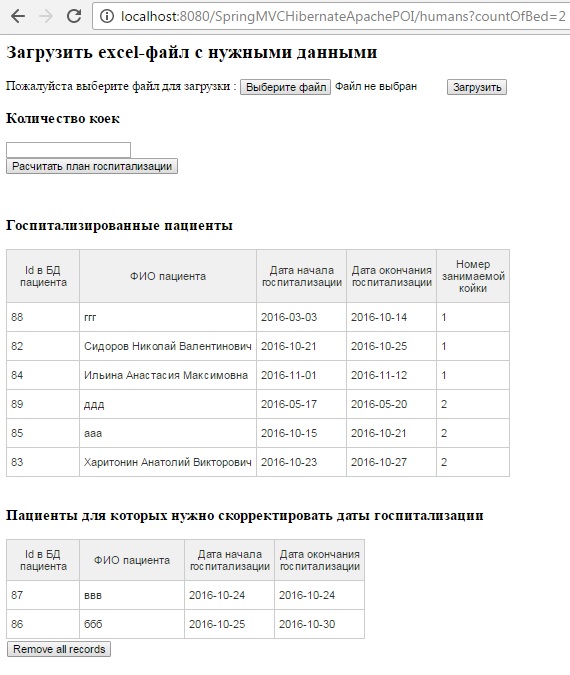 localhost:8080/SpringMVCHibernateApachePOI/humans?countOfBed=2
Загрузить excel-файл с нужными данными
Пожалуйста выберите файл для загрузки : Выберите файл Файл не выбран Загрузить
Количество коек
Расчитать план госпитализации
Госпитализированные пациенты
Id в БД пациента ФИО пациента Дата начала госпитализации Дата окончания госпитализации Номер занимаемой койки
88 ггг 2016-03-03 2016-10-14 1
82 Сидоров Николай Валентинович 2016-10-21 2016-10-25 1
84 Ильина Анастасия Максимовна 2016-11-01 2016-11-12 1
89 ддд 2016-05-17 2016-05-20 2
85 ааа 2016-10-15 2016-10-21 2
83 Харитонин Анатолий Викторович 2016-10-23 2016-10-27 2
Пациенты для которых нужно скорректировать даты госпитализации
Id в БД пациента ФИО пациента Дата начала госпитализации Дата окончания госпитализации
87 ввв 2016-10-24 2016-10-24
86 ббб 2016-10-25 2016-10-30
Remove all records